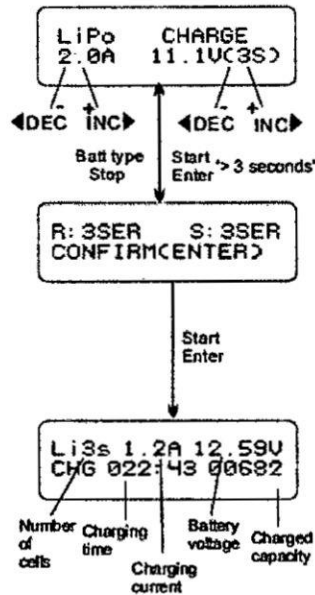 LiPo CHARGE
2.0A 11.1V(3S)
- + - +
◀DEC INC▶ ◀DEC INC▶
Batt type Stop
Start Enter "> 3 seconds"
R: 3SER S: 3SER
CONFIRM(ENTER)
Start
Enter
Li3s 1.2A 12.59V
CHG 022:43 00682
Number of cells
Charging time
Charging current
Battery voltage
Charged capacity